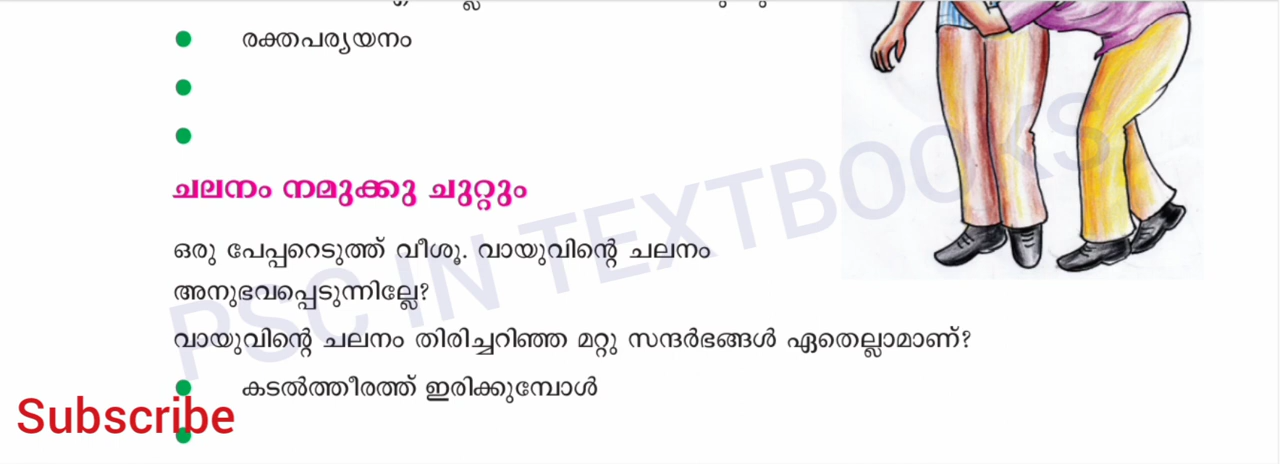 രക്തപര്യയനം
ചലനം നമുക്കു ചുറ്റും
ഒരു പേപ്പറെടുത്ത് വീശൂ. വായുവിന്റെ ചലനം
അനുഭവപ്പെടുന്നില്ലേ?
വായുവിന്റെ ചലനം തിരിച്ചറിഞ്ഞ മറ്റു സന്ദർഭങ്ങൾ ഏതെല്ലാമാണ്?
കടൽത്തീരത്ത് ഇരിക്കുമ്പോൾ
Subscribe
PSC IN TEXTBOOKS